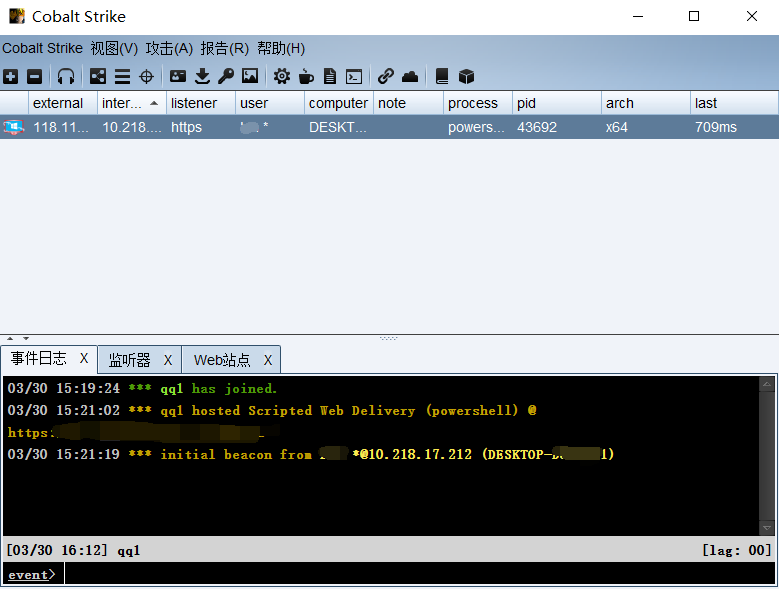 Cobalt Strike
Cobalt Strike 视图(V) 攻击(A) 报告(R) 帮助(H)
external inter... listener user computer note process pid arch last
118.11... 10.218.... https * DESKT... powers... 43692 x64 709ms
事件日志 X 监听器 X Web站点 X
03/30 15:19:24 *** qq1 has joined.
03/30 15:21:02 *** qq1 hosted Scripted Web Delivery (powershell) @
https:
03/30 15:21:19 *** initial beacon from *@10.218.17.212 (DESKTOP- 1)
[03/30 16:12] qq1 [lag: 00]
event>